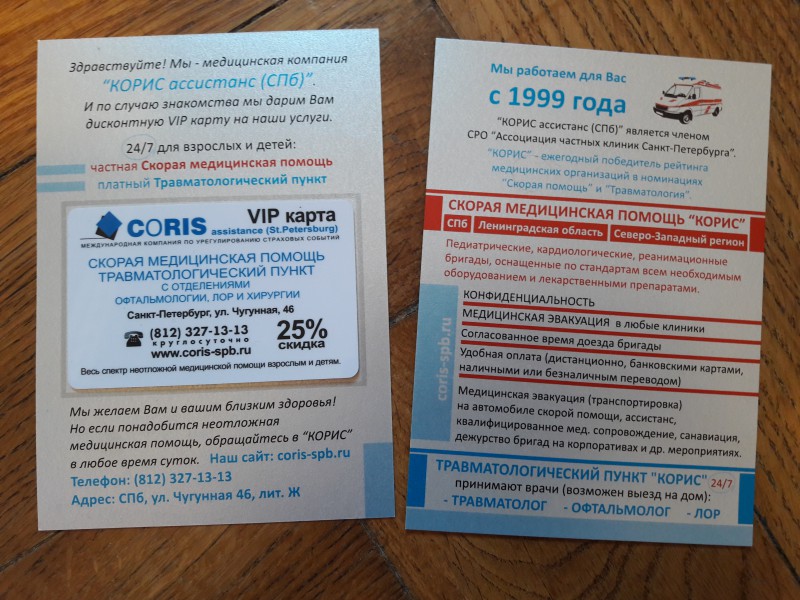 Здравствуйте! Мы - медицинская компания
"КОРИС ассистанс (СПб)".
И по случаю знакомства мы дарим Вам
дисконтную VIP карту на наши услуги.
24/7 для взрослых и детей:
частная Скорая медицинская помощь
платный Травматологический пункт
CORIS VIP карта
assistance (St.Petersburg)
МЕЖДУНАРОДНАЯ КОМПАНИЯ ПО УРЕГУЛИРОВАНИЮ СТРАХОВЫХ СОБЫТИЙ
СКОРАЯ МЕДИЦИНСКАЯ ПОМОЩЬ
ТРАВМАТОЛОГИЧЕСКИЙ ПУНКТ
С ОТДЕЛЕНИЯМИ
ОФТАЛЬМОЛОГИИ, ЛОР И ХИРУРГИИ
Санкт-Петербург, ул. Чугунная, 46
(812) 327-13-13
круглосуточно
www.coris-spb.ru
25%
скидка
Весь спектр неотложной медицинской помощи взрослым и детям.
Мы желаем Вам и вашим близким здоровья!
Но если понадобится неотложная
медицинская помощь, обращайтесь в "КОРИС"
в любое время суток. Наш сайт: coris-spb.ru
Телефон: (812) 327-13-13
Адрес: СПб, ул. Чугунная 46, лит. Ж
Мы работаем для Вас
с 1999 года
"КОРИС ассистанс (СПб)" является членом
СРО "Ассоциация частных клиник Санкт-Петербурга".
"КОРИС" - ежегодный победитель рейтинга
медицинских организаций в номинациях
"Скорая помощь" и "Травматология".
СКОРАЯ МЕДИЦИНСКАЯ ПОМОЩЬ "КОРИС"
СПб Ленинградская область Северо-Западный регион
Педиатрические, кардиологические, реанимационные
бригады, оснащенные по стандартам всем необходимым
оборудованием и лекарственными препаратами.
КОНФИДЕНЦИАЛЬНОСТЬ
МЕДИЦИНСКАЯ ЭВАКУАЦИЯ в любые клиники
Согласованное время доезда бригады
Удобная оплата (дистанционно, банковскими картами,
наличными или безналичным переводом)
coris-spb.ru
Медицинская эвакуация (транспортировка)
на автомобиле скорой помощи, ассистанс,
квалифицированное мед. сопровождение, санавиация,
дежурство бригад на корпоративах и др. мероприятиях.
ТРАВМАТОЛОГИЧЕСКИЙ ПУНКТ "КОРИС" 24/7
принимают врачи (возможен выезд на дом):
- ТРАВМАТОЛОГ - ОФТАЛЬМОЛОГ - ЛОР